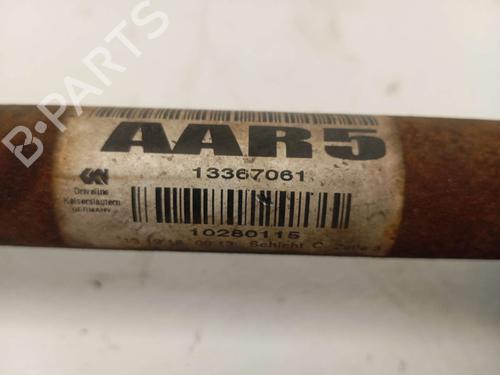 AAR5
13367061
GKN
Driveline
Kaiserslautern
GERMANY
10280115
Schicht C
B-PARTS